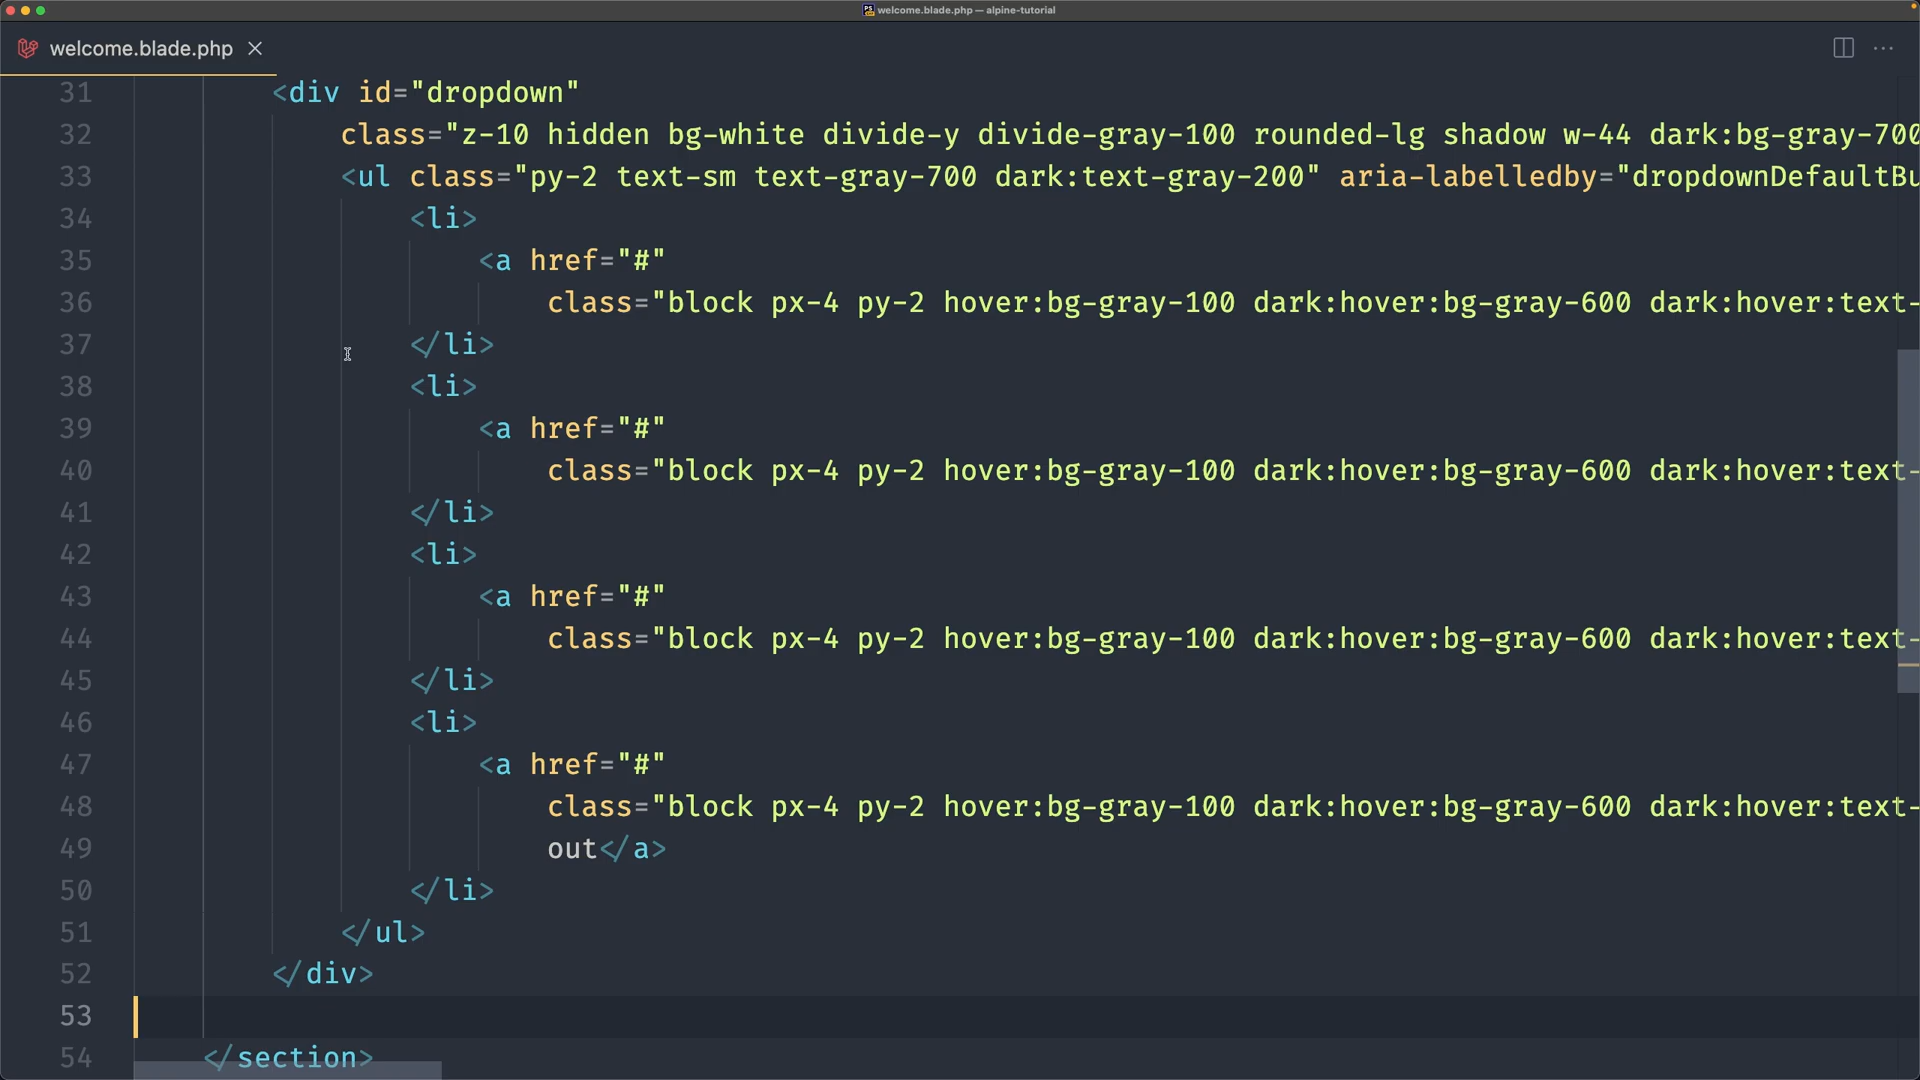 welcome.blade.php — alpine-tutorial
welcome.blade.php
31 <div id="dropdown"
32 class="z-10 hidden bg-white divide-y divide-gray-100 rounded-lg shadow w-44 dark:bg-gray-700
33 <ul class="py-2 text-sm text-gray-700 dark:text-gray-200" aria-labelledby="dropdownDefaultBu
34 <li>
35 <a href="#"
36 class="block px-4 py-2 hover:bg-gray-100 dark:hover:bg-gray-600 dark:hover:text-
37 </li>
38 <li>
39 <a href="#"
40 class="block px-4 py-2 hover:bg-gray-100 dark:hover:bg-gray-600 dark:hover:text-
41 </li>
42 <li>
43 <a href="#"
44 class="block px-4 py-2 hover:bg-gray-100 dark:hover:bg-gray-600 dark:hover:text-
45 </li>
46 <li>
47 <a href="#"
48 class="block px-4 py-2 hover:bg-gray-100 dark:hover:bg-gray-600 dark:hover:text-
49 out</a>
50 </li>
51 </ul>
52 </div>
53
54 </section>